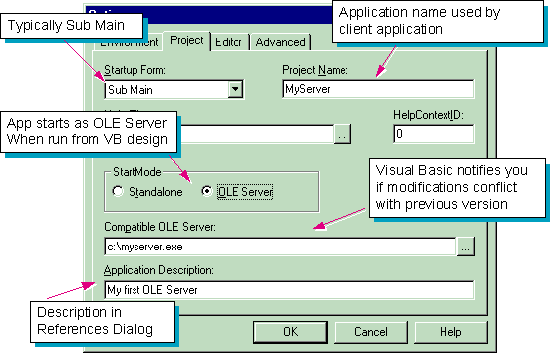 Typically Sub Main
Application name used by
client application
Environment
Project
Editor
Advanced
Startup Form:
Project Name:
Sub Main
MyServer
App starts as OLE Server
When run from VB design
HelpContextID:
...
0
StartMode
Standalone
OLE Server
Visual Basic notifies you
if modifications conflict
with previous version
Compatible OLE Server:
c:\myserver.exe
...
Application Description:
My first OLE Server
Description in
References Dialog
OK
Cancel
Help